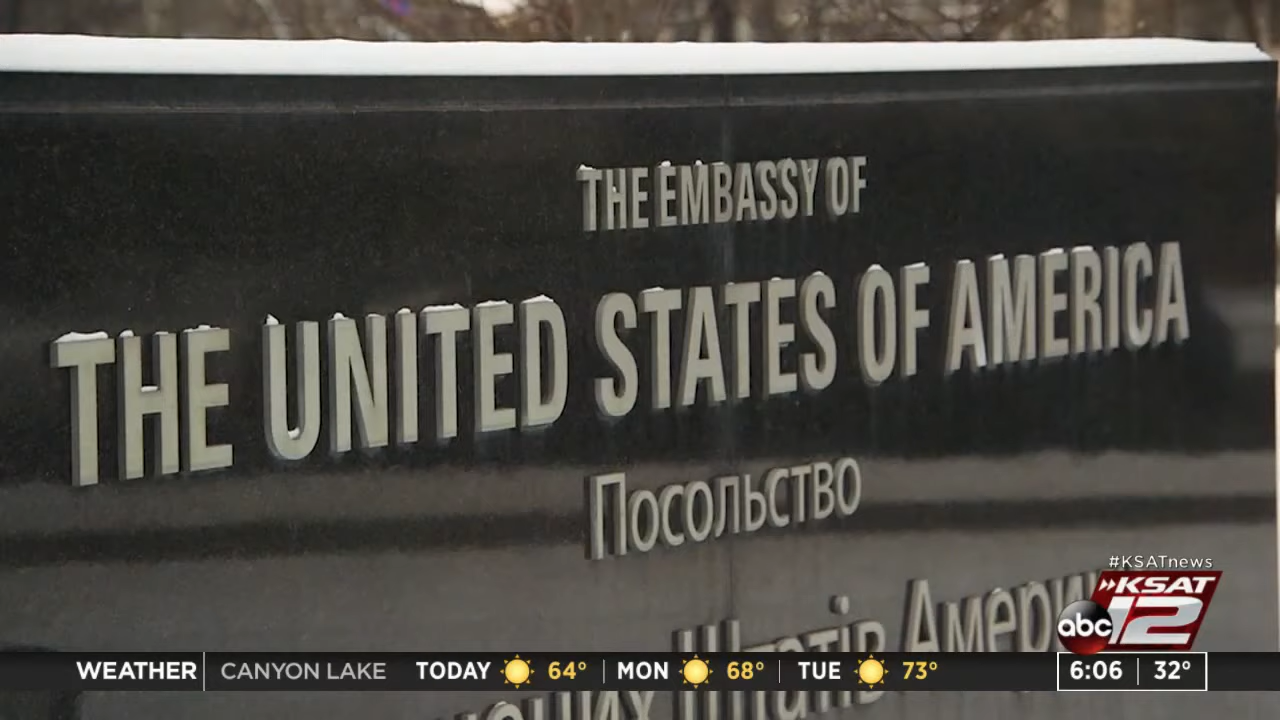 THE EMBASSY OF
THE UNITED STATES OF AMERICA
Посольство
Штатів
#KSATnews
KSAT
abc 12
WEATHER CANYON LAKE TODAY 64° MON 68° TUE 73° 6:06 32°